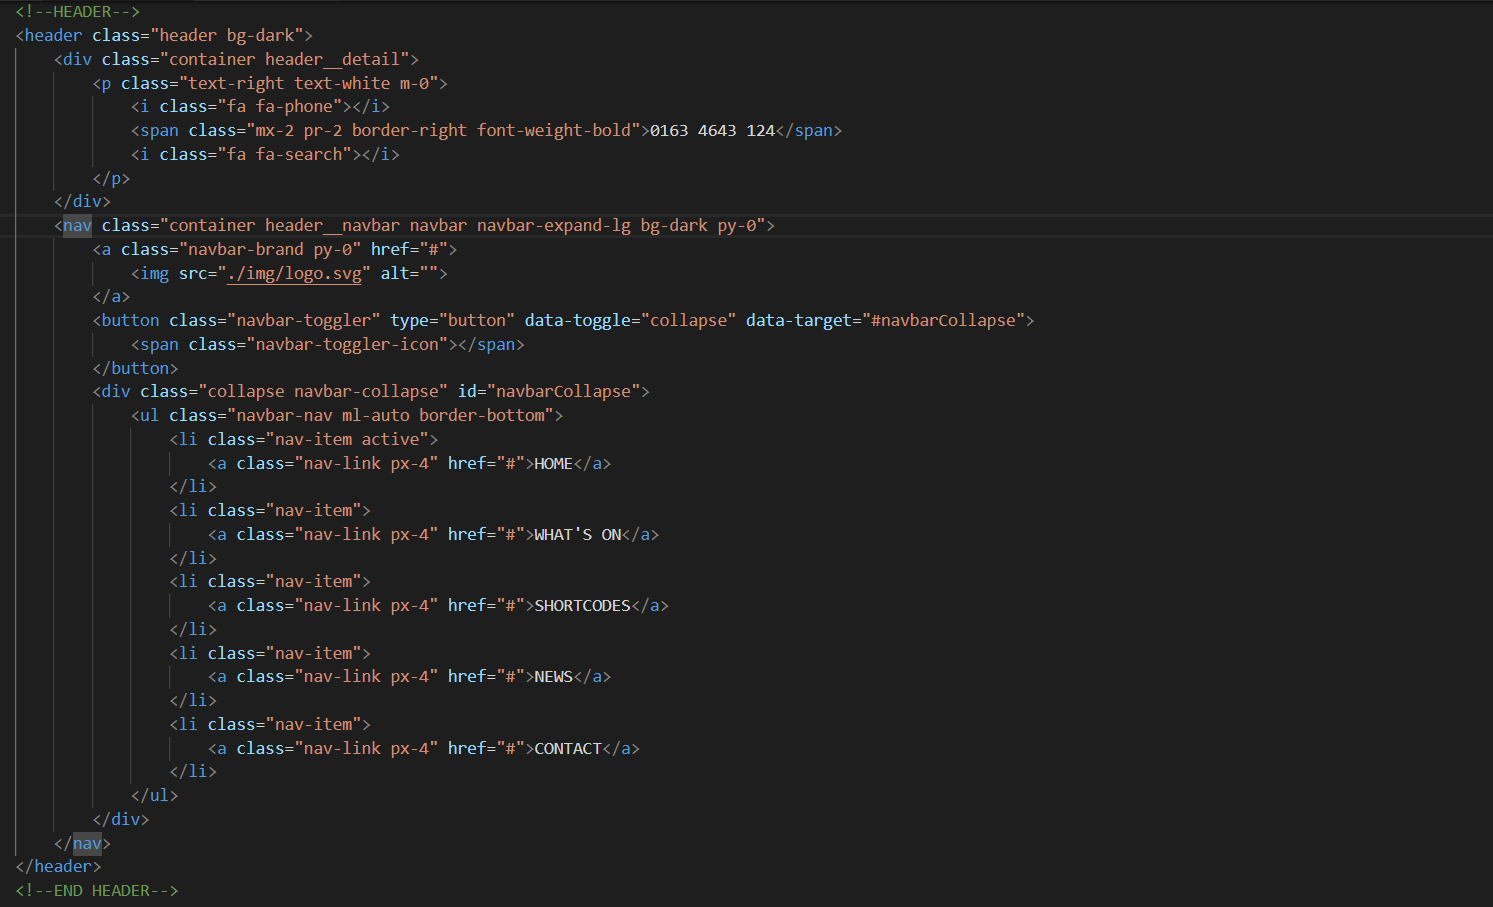 <!--HEADER-->
<header class="header bg-dark">
    <div class="container header__detail">
        <p class="text-right text-white m-0">
            <i class="fa fa-phone"></i>
            <span class="mx-2 pr-2 border-right font-weight-bold">0163 4643 124</span>
            <i class="fa fa-search"></i>
        </p>
    </div>
    <nav class="container header__navbar navbar navbar-expand-lg bg-dark py-0">
        <a class="navbar-brand py-0" href="#">
            <img src="./img/logo.svg" alt="">
        </a>
        <button class="navbar-toggler" type="button" data-toggle="collapse" data-target="#navbarCollapse">
            <span class="navbar-toggler-icon"></span>
        </button>
        <div class="collapse navbar-collapse" id="navbarCollapse">
            <ul class="navbar-nav ml-auto border-bottom">
                <li class="nav-item active">
                    <a class="nav-link px-4" href="#">HOME</a>
                </li>
                <li class="nav-item">
                    <a class="nav-link px-4" href="#">WHAT'S ON</a>
                </li>
                <li class="nav-item">
                    <a class="nav-link px-4" href="#">SHORTCODES</a>
                </li>
                <li class="nav-item">
                    <a class="nav-link px-4" href="#">NEWS</a>
                </li>
                <li class="nav-item">
                    <a class="nav-link px-4" href="#">CONTACT</a>
                </li>
            </ul>
        </div>
    </nav>
</header>
<!--END HEADER-->